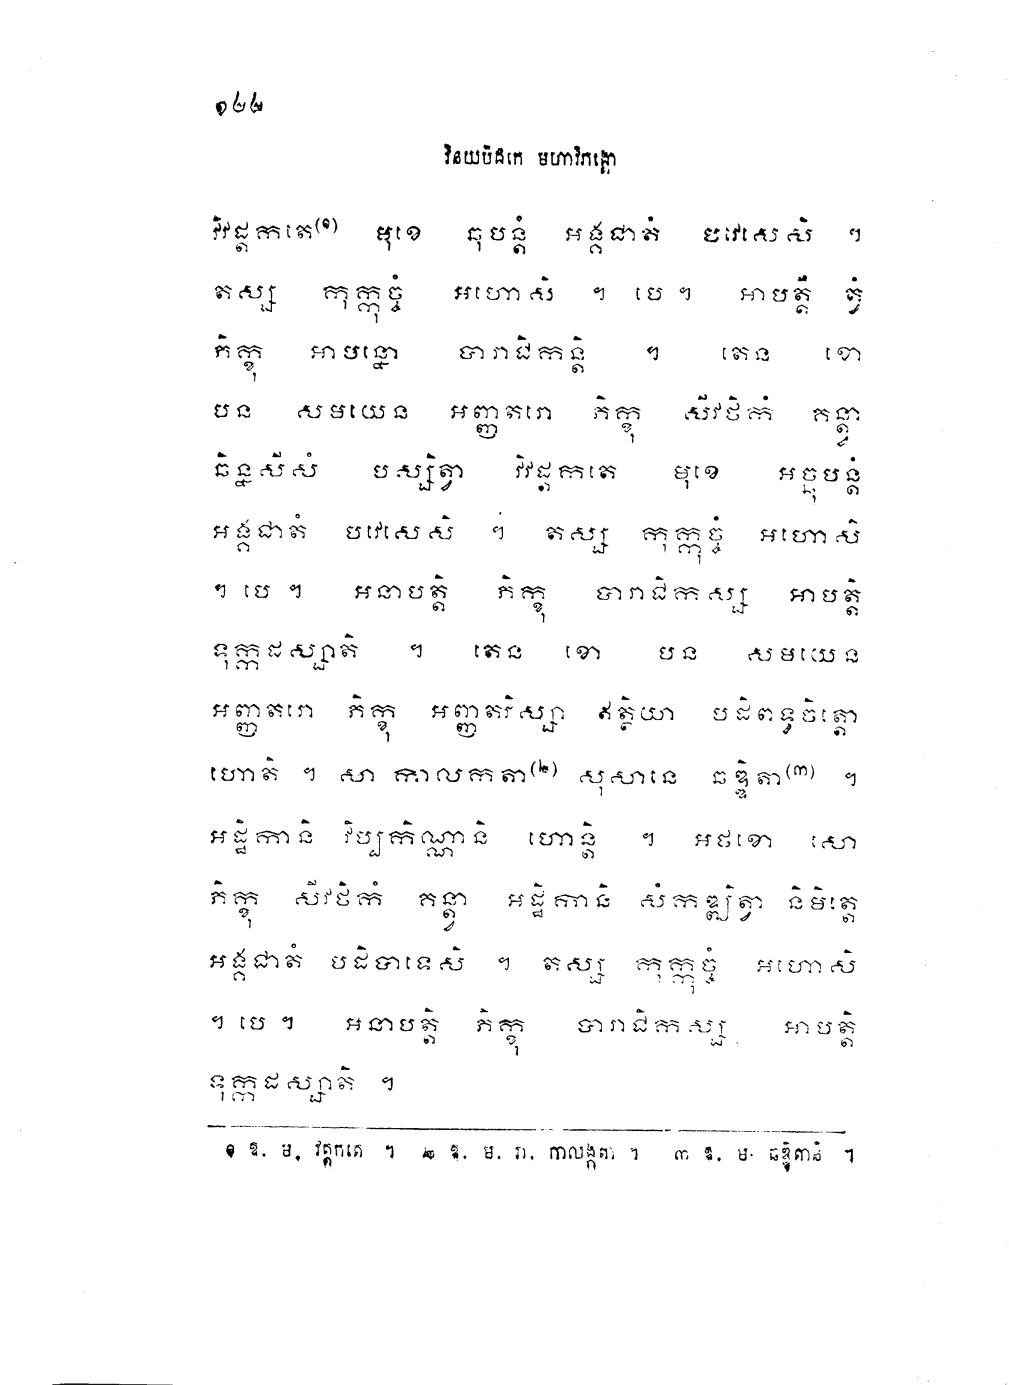 ១៤៤
វិនយបិដកេ មហាវិភង្គោ
វិវដ្តកតេ(១) មុខេ ឆុបន្តំ អង្គជាតំ បវេសេសិ ។
តស្ស កុក្កុច្ចំ អហោសិ ។ បេ ។ អាបត្តឹ ត្វំ
ភិក្ខុ អាបន្នោ បារាជិកន្តិ ។ តេន ខោ
បន សមយេន អញ្ញតរោ ភិក្ខុ សីវថិកំ គន្ត្វា
ឆិន្នសីសំ បស្សិត្វា វិវដ្តកតេ មុខេ អច្ឆុបន្តំ
អង្គជាតំ បវេសេសិ ។ តស្ស កុក្កុច្ចំ អហោសិ
។ បេ ។ អនាបត្តិ ភិក្ខុ បារាជិកស្ស អាបត្តិ
ទុក្កដស្សាតិ ។ តេន ខោ បន សមយេន
អញ្ញតរោ ភិក្ខុ អញ្ញតរិស្សា ឥត្ថិយា បដិពទ្ធចិត្តោ
ហោតិ ។ សា កាលកតា(២) សុសានេ ឆឌ្ឌិតា(៣) ។
អដ្ឋិកានិ វិប្បកិណ្ណានិ ហោន្តិ ។ អថខោ សោ
ភិក្ខុ សីវថិកំ គន្ត្វា អដ្ឋិកានិ សំកឌ្ឍិត្វា និមិត្តេ
អង្គជាតំ បដិបាទេសិ ។ តស្ស កុក្កុច្ចំ អហោសិ
។ បេ ។ អនាបត្តិ ភិក្ខុ បារាជិកស្ស អាបត្តិ
ទុក្កដស្សាតិ ។
១ ឱ. ម. វត្តកតេ ។ ២ ឱ. ម. រា. កាលង្កតា ។ ៣ ឱ. ម. ឆឌ្ឌិតានិ ។